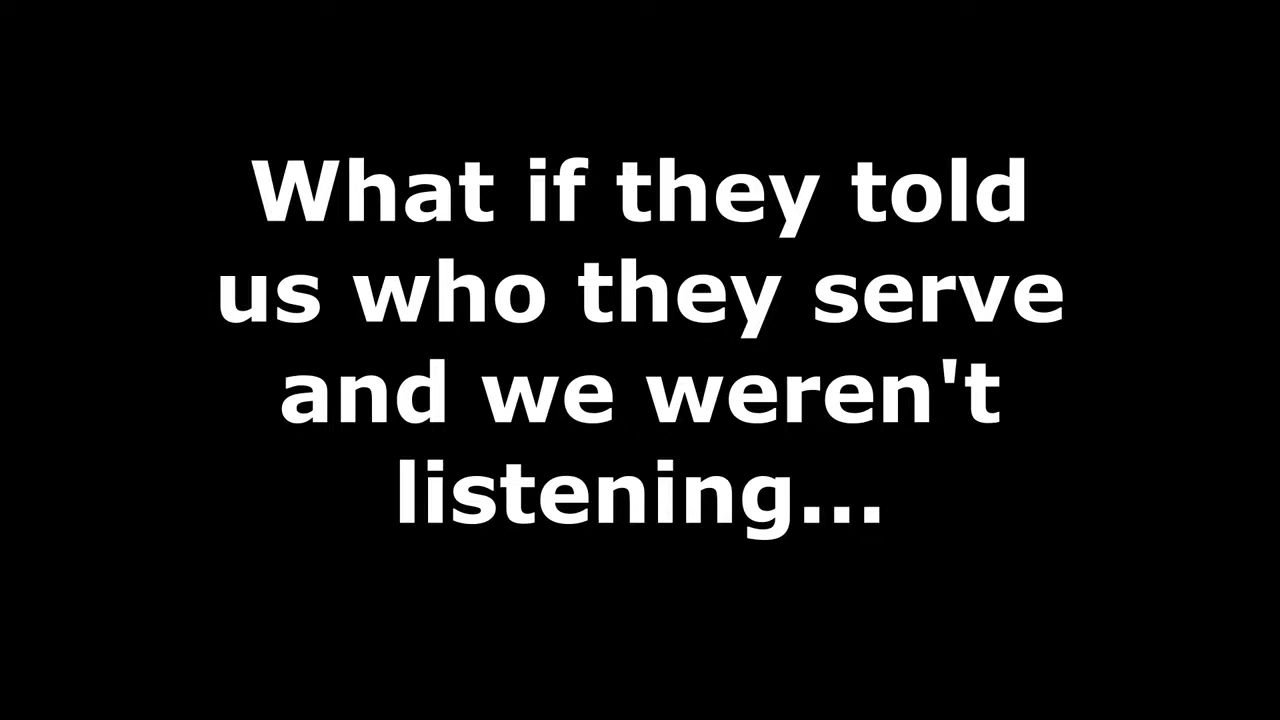 What if they told
us who they serve
and we weren't
listening...